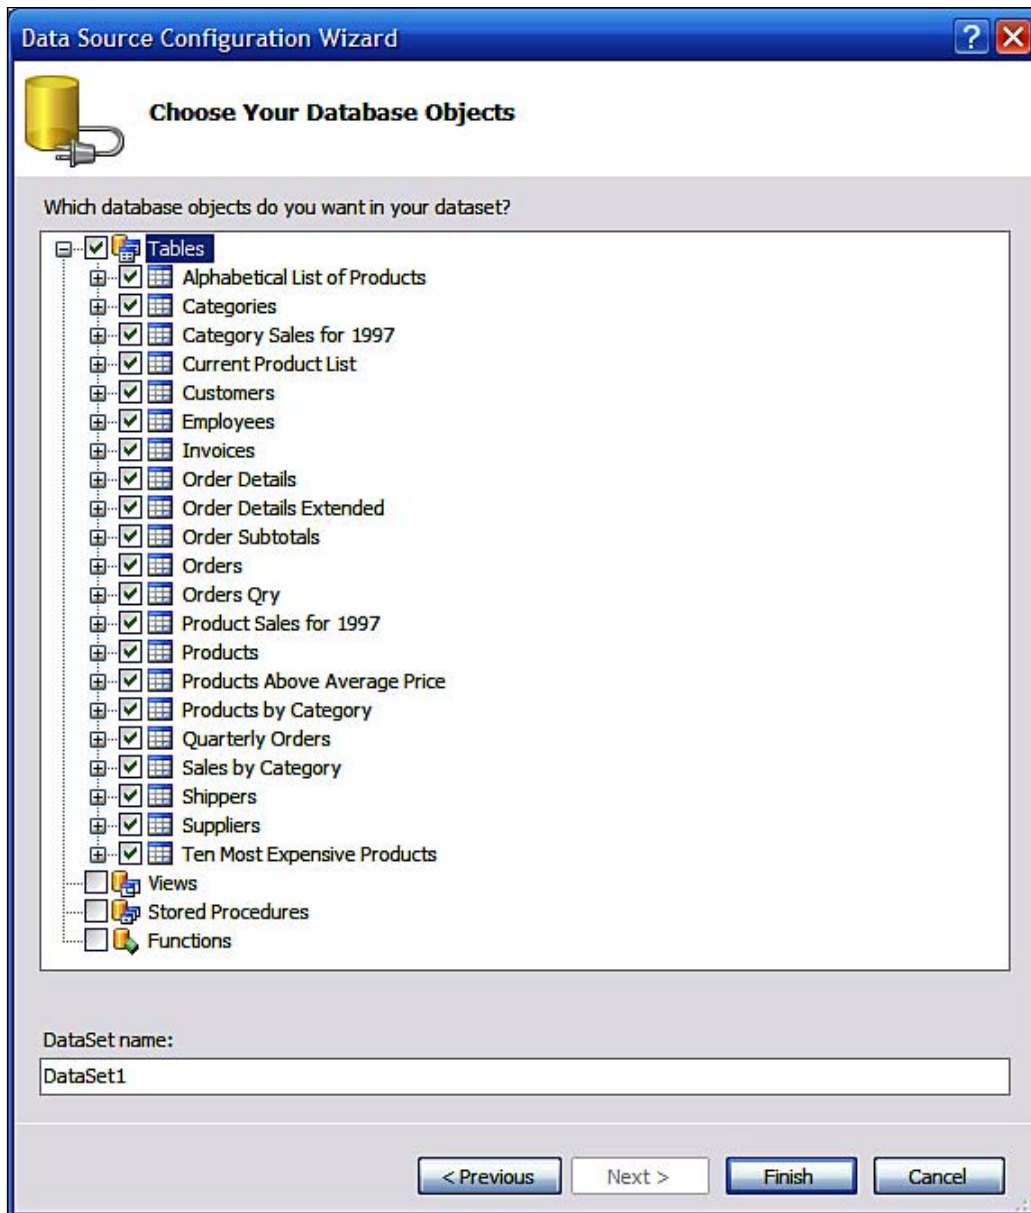 Data Source Configuration Wizard
Choose Your Database Objects
Which database objects do you want in your dataset?
Tables
Alphabetical List of Products
Categories
Category Sales for 1997
Current Product List
Customers
Employees
Invoices
Order Details
Order Details Extended
Order Subtotals
Orders
Orders Qry
Product Sales for 1997
Products
Products Above Average Price
Products by Category
Quarterly Orders
Sales by Category
Shippers
Suppliers
Ten Most Expensive Products
Views
Stored Procedures
Functions
DataSet name:
DataSet1
< Previous Next > Finish Cancel